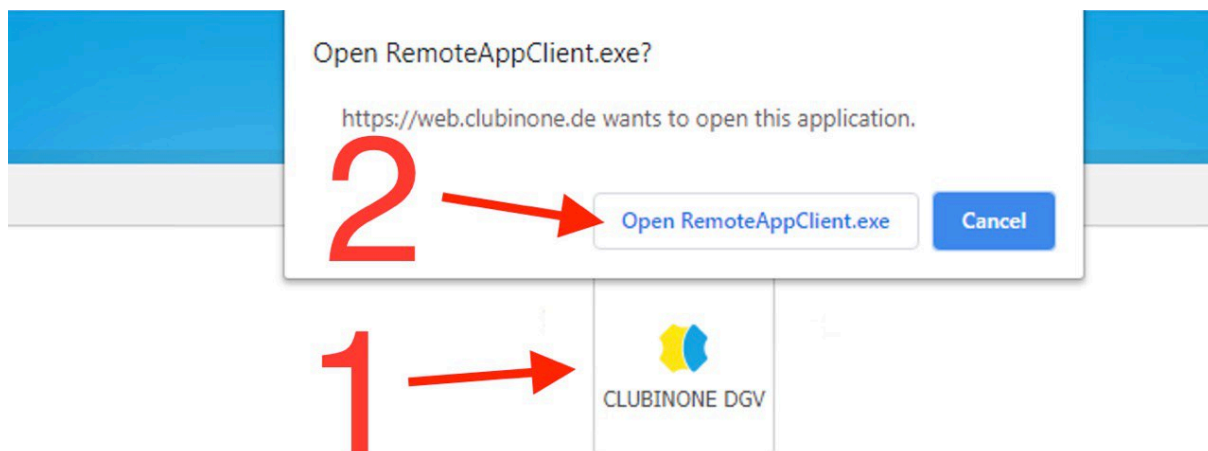 Open RemoteAppClient.exe?
https://web.clubinone.de wants to open this application.
2
Open RemoteAppClient.exe
Cancel
1
CLUBINONE DGV